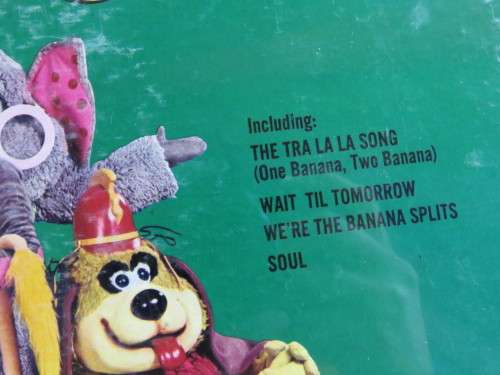 Including:
THE TRA LA LA SONG
(One Banana, Two Banana)
WAIT TIL TOMORROW
WE'RE THE BANANA SPLITS
SOUL